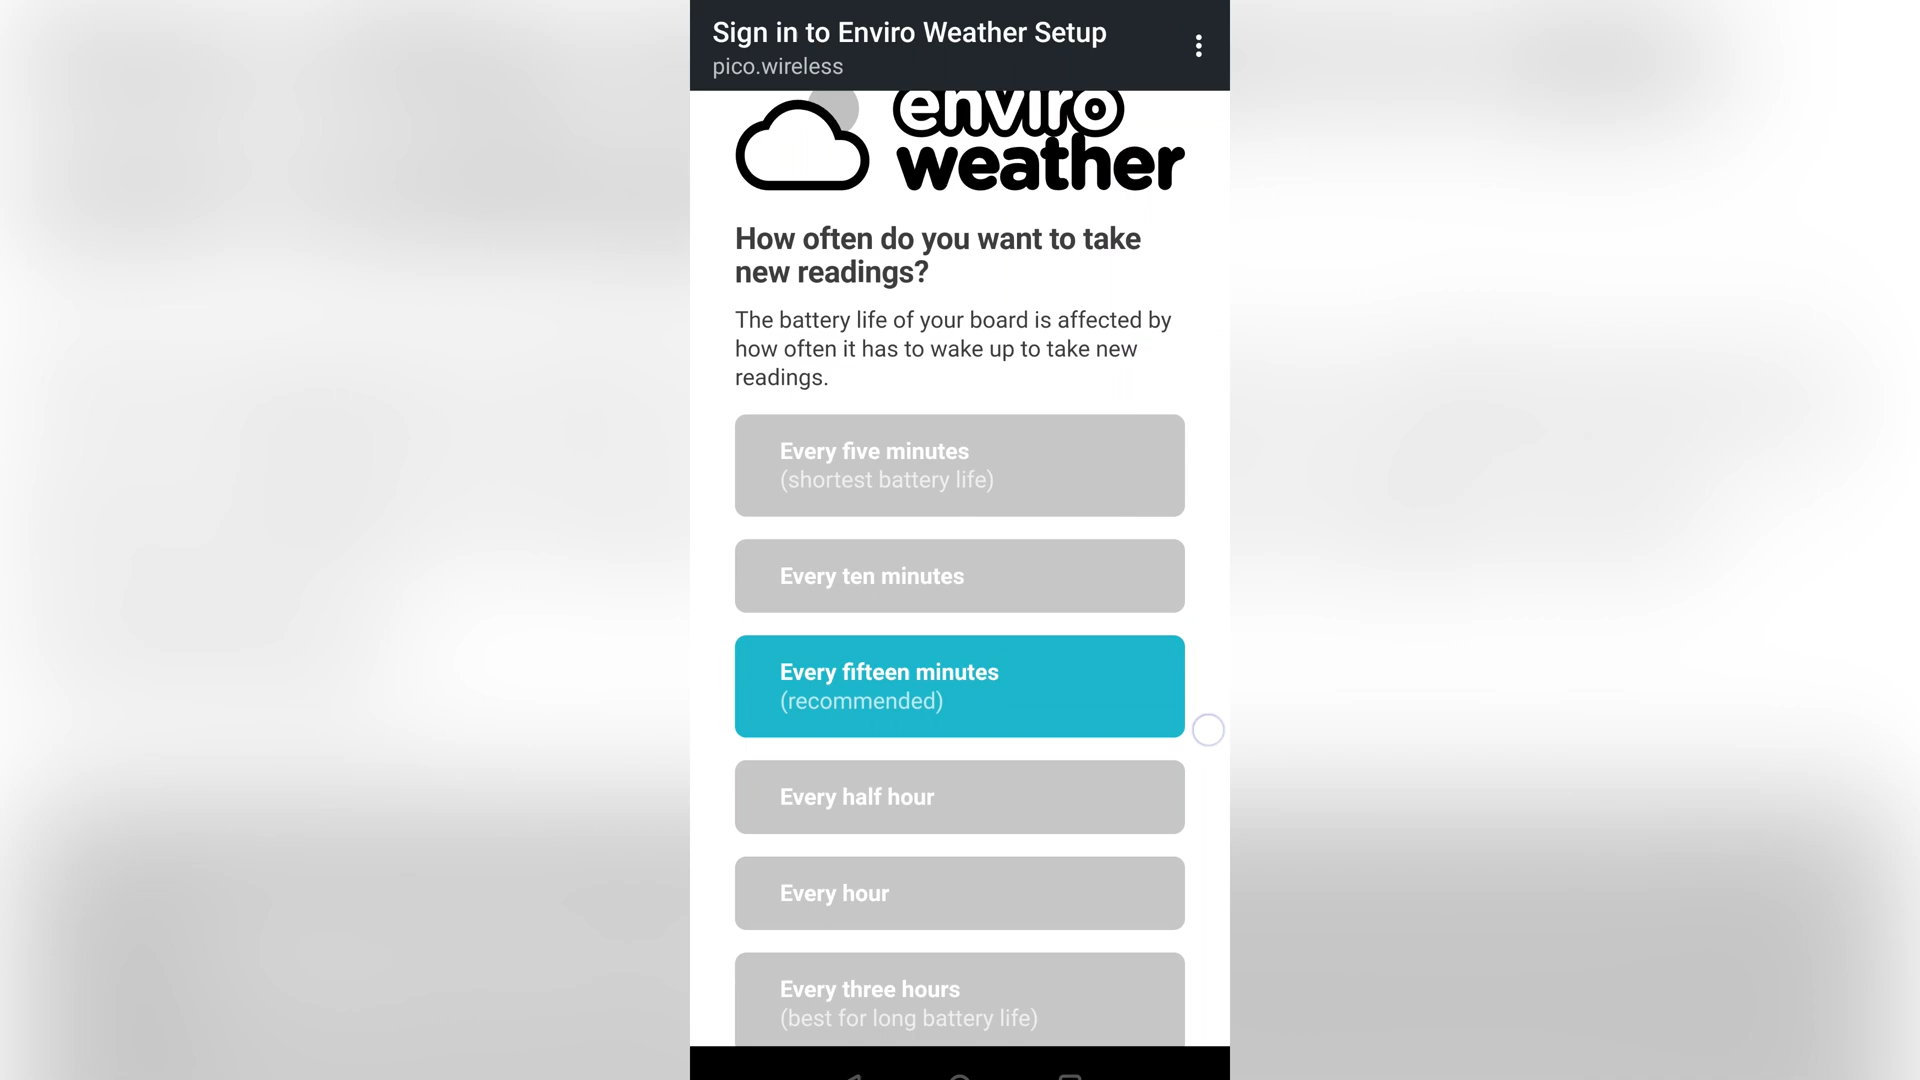 Sign in to Enviro Weather Setup
pico.wireless
enviro
weather
How often do you want to take
new readings?
The battery life of your board is affected by
how often it has to wake up to take new
readings.
Every five minutes
(shortest battery life)
Every ten minutes
Every fifteen minutes
(recommended)
Every half hour
Every hour
Every three hours
(best for long battery life)